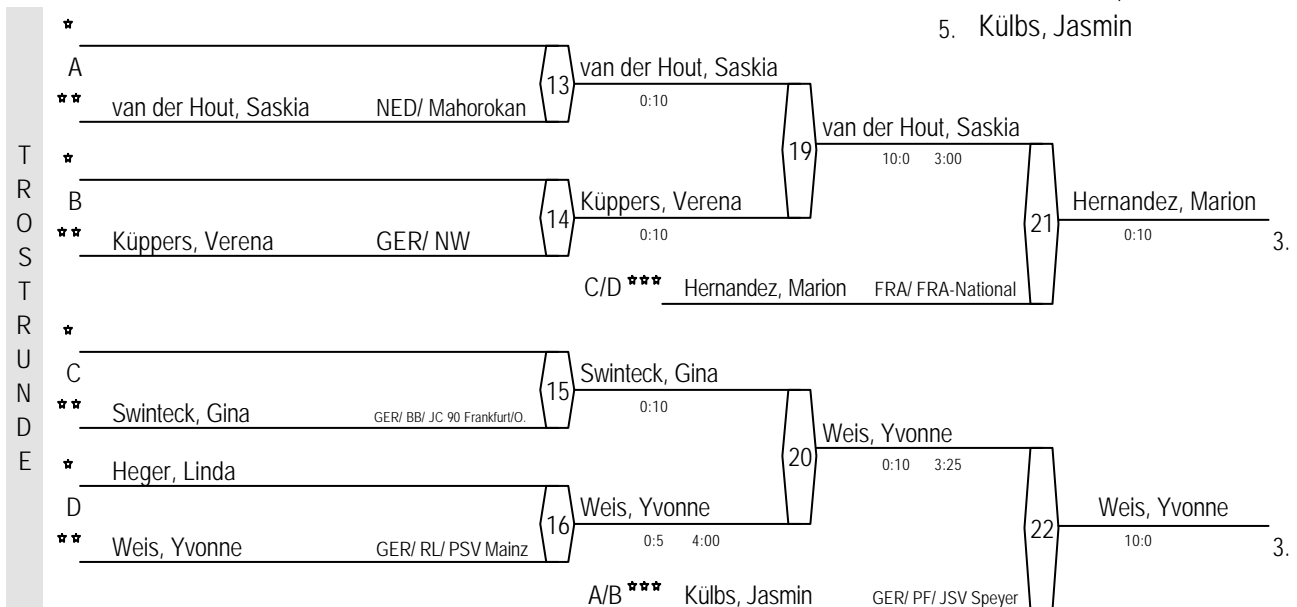 5. Külbs, Jasmin
TROSTRUNDE
A
13
van der Hout, Saskia
0:10
van der Hout, Saskia NED/ Mahorokan
19
van der Hout, Saskia
10:0 3:00
B
14
Küppers, Verena
0:10
Küppers, Verena GER/ NW
21
Hernandez, Marion
0:10
3.
C/D Hernandez, Marion FRA/ FRA-National
C
15
Swinteck, Gina
0:10
Swinteck, Gina GER/ BB/ JC 90 Frankfurt/O.
20
Weis, Yvonne
0:10 3:25
Heger, Linda
D
16
Weis, Yvonne
0:5 4:00
Weis, Yvonne GER/ RL/ PSV Mainz
22
Weis, Yvonne
10:0
3.
A/B Külbs, Jasmin GER/ PF/ JSV Speyer